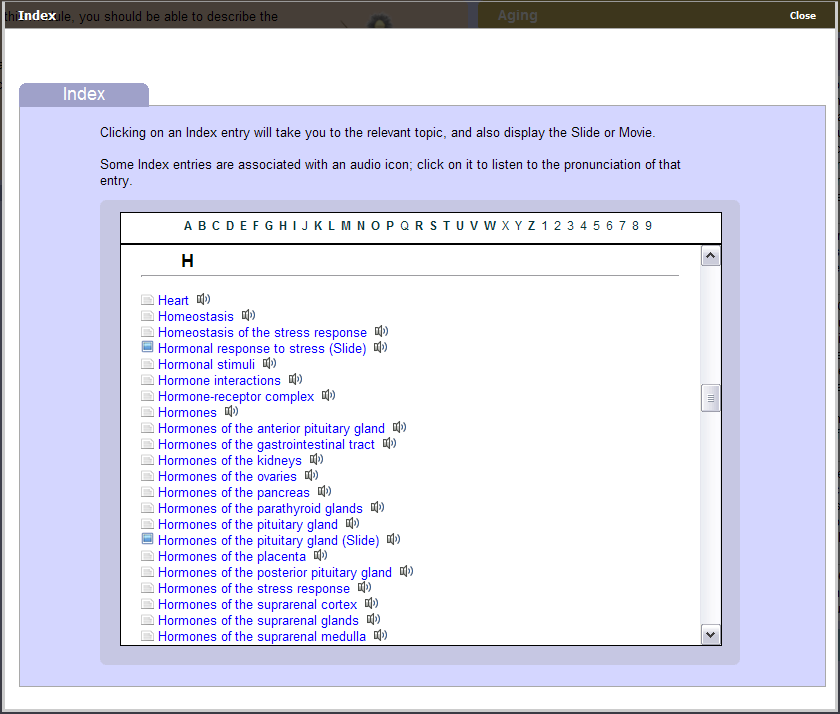 this module, you should be able to describe the
Index
Aging
Close
Index
Clicking on an Index entry will take you to the relevant topic, and also display the Slide or Movie.
Some Index entries are associated with an audio icon; click on it to listen to the pronunciation of that
entry.
A B C D E F G H I J K L M N O P Q R S T U V W X Y Z 1 2 3 4 5 6 7 8 9
H
Heart
Homeostasis
Homeostasis of the stress response
Hormonal response to stress (Slide)
Hormonal stimuli
Hormone interactions
Hormone-receptor complex
Hormones
Hormones of the anterior pituitary gland
Hormones of the gastrointestinal tract
Hormones of the kidneys
Hormones of the ovaries
Hormones of the pancreas
Hormones of the parathyroid glands
Hormones of the pituitary gland
Hormones of the pituitary gland (Slide)
Hormones of the placenta
Hormones of the posterior pituitary gland
Hormones of the stress response
Hormones of the suprarenal cortex
Hormones of the suprarenal glands
Hormones of the suprarenal medulla